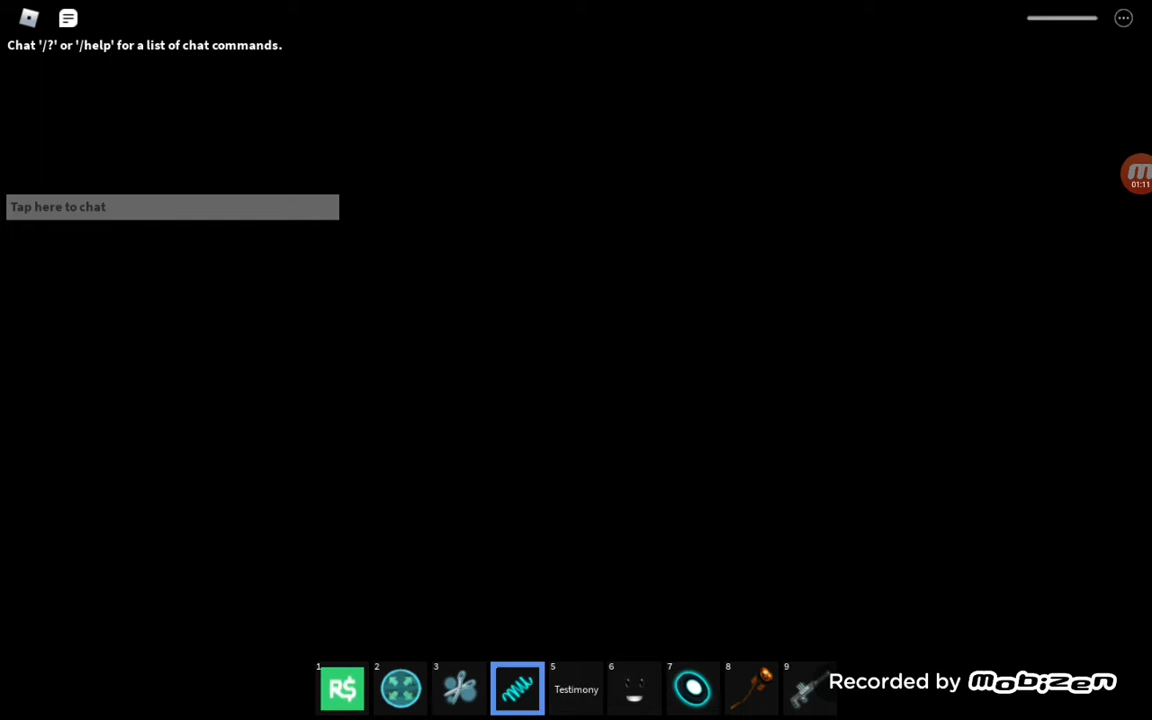 Chat '/?' or '/help' for a list of chat commands.
01:11
Tap here to chat
1 2 3 5 6 7 8 9
R$
Testimony
Recorded by mobizen